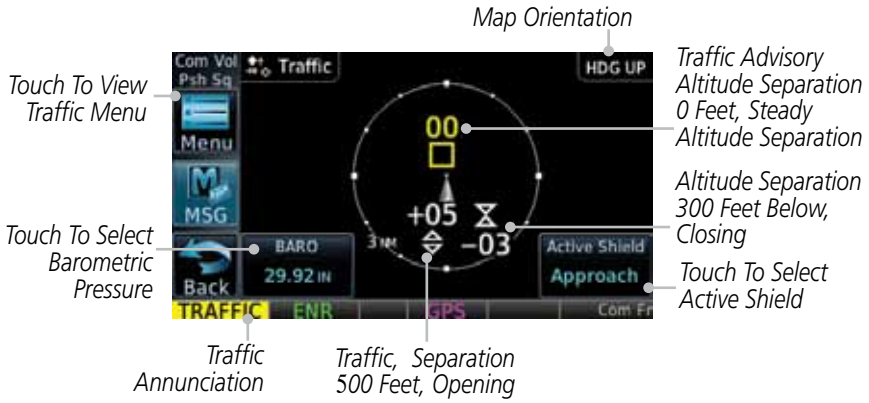 Map Orientation
Com Vol
Psh Sq
Traffic
HDG UP
Touch To View
Traffic Menu
Traffic Advisory
Altitude Separation
0 Feet, Steady
Altitude Separation
00
Menu
MSG
+05
-03
Altitude Separation
300 Feet Below,
Closing
Touch To Select
Barometric
Pressure
BARO
29.92 IN
3 NM
Active Shield
Approach
Back
Touch To Select
Active Shield
TRAFFIC
ENR
GPS
Com Fr
Traffic
Annunciation
Traffic, Separation
500 Feet, Opening